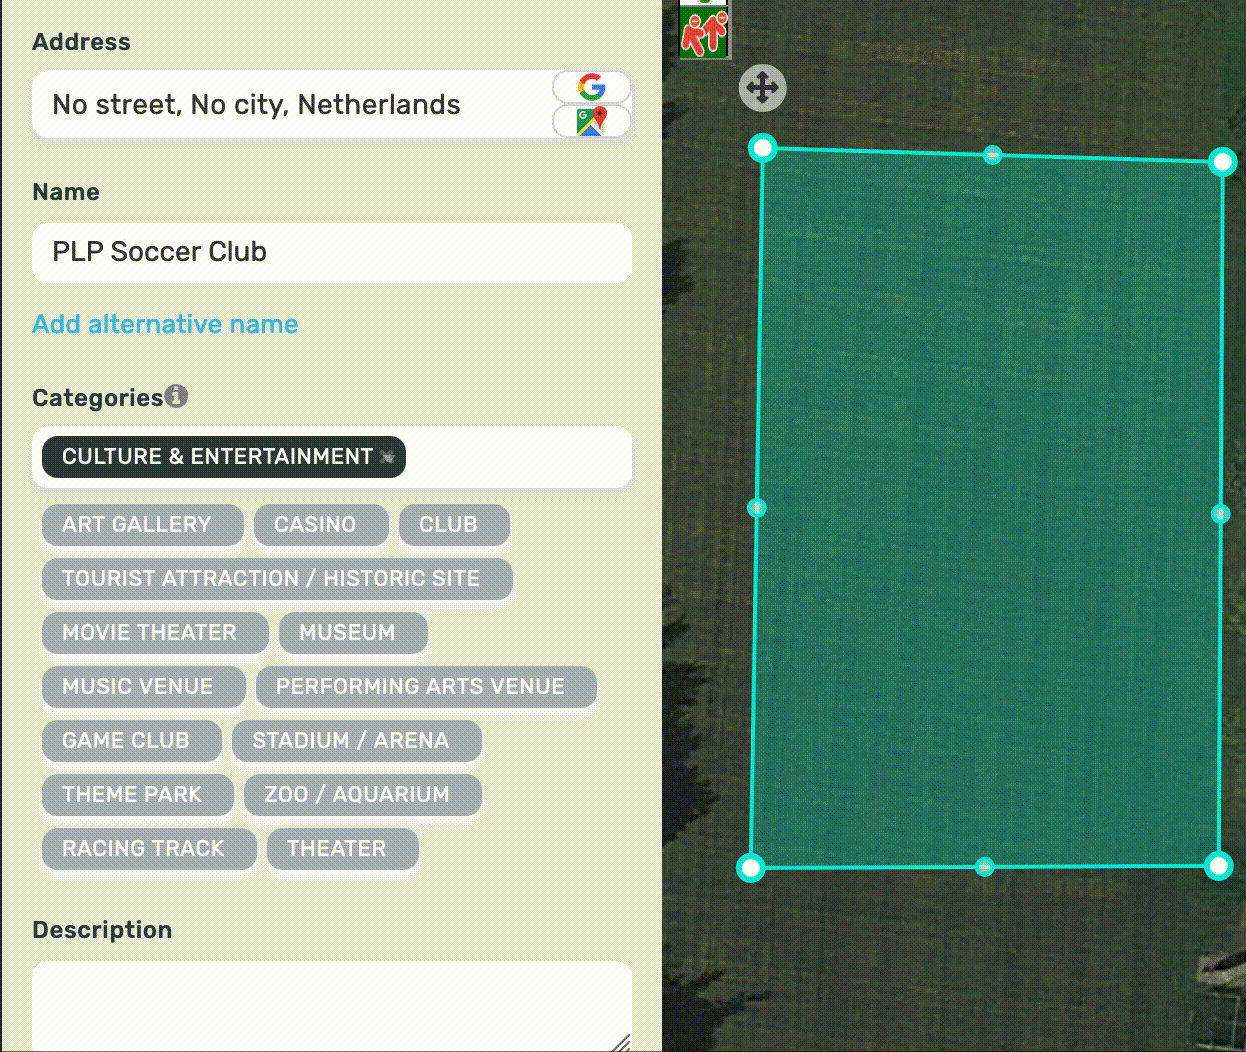 Address
No street, No city, Netherlands
Name
PLP Soccer Club
Add alternative name
Categories
CULTURE & ENTERTAINMENT
ART GALLERY CASINO CLUB
TOURIST ATTRACTION / HISTORIC SITE
MOVIE THEATER MUSEUM
MUSIC VENUE PERFORMING ARTS VENUE
GAME CLUB STADIUM / ARENA
THEME PARK ZOO / AQUARIUM
RACING TRACK THEATER
Description